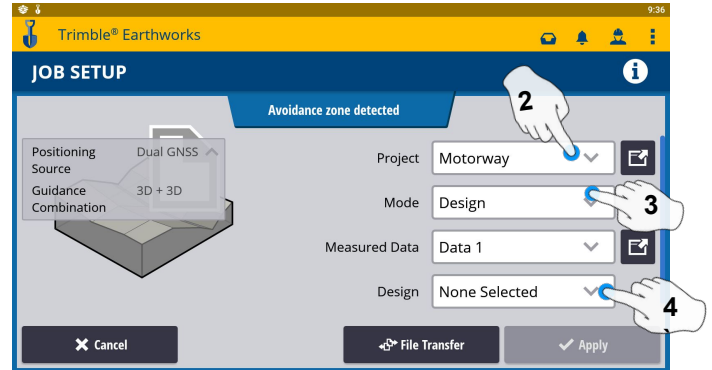 9:36
Trimble® Earthworks
JOB SETUP
i
Avoidance zone detected
2
Positioning Source
Dual GNSS
Guidance Combination
3D + 3D
Project
Motorway
Mode
Design
3
Measured Data
Data 1
Design
None Selected
4
Cancel
File Transfer
Apply